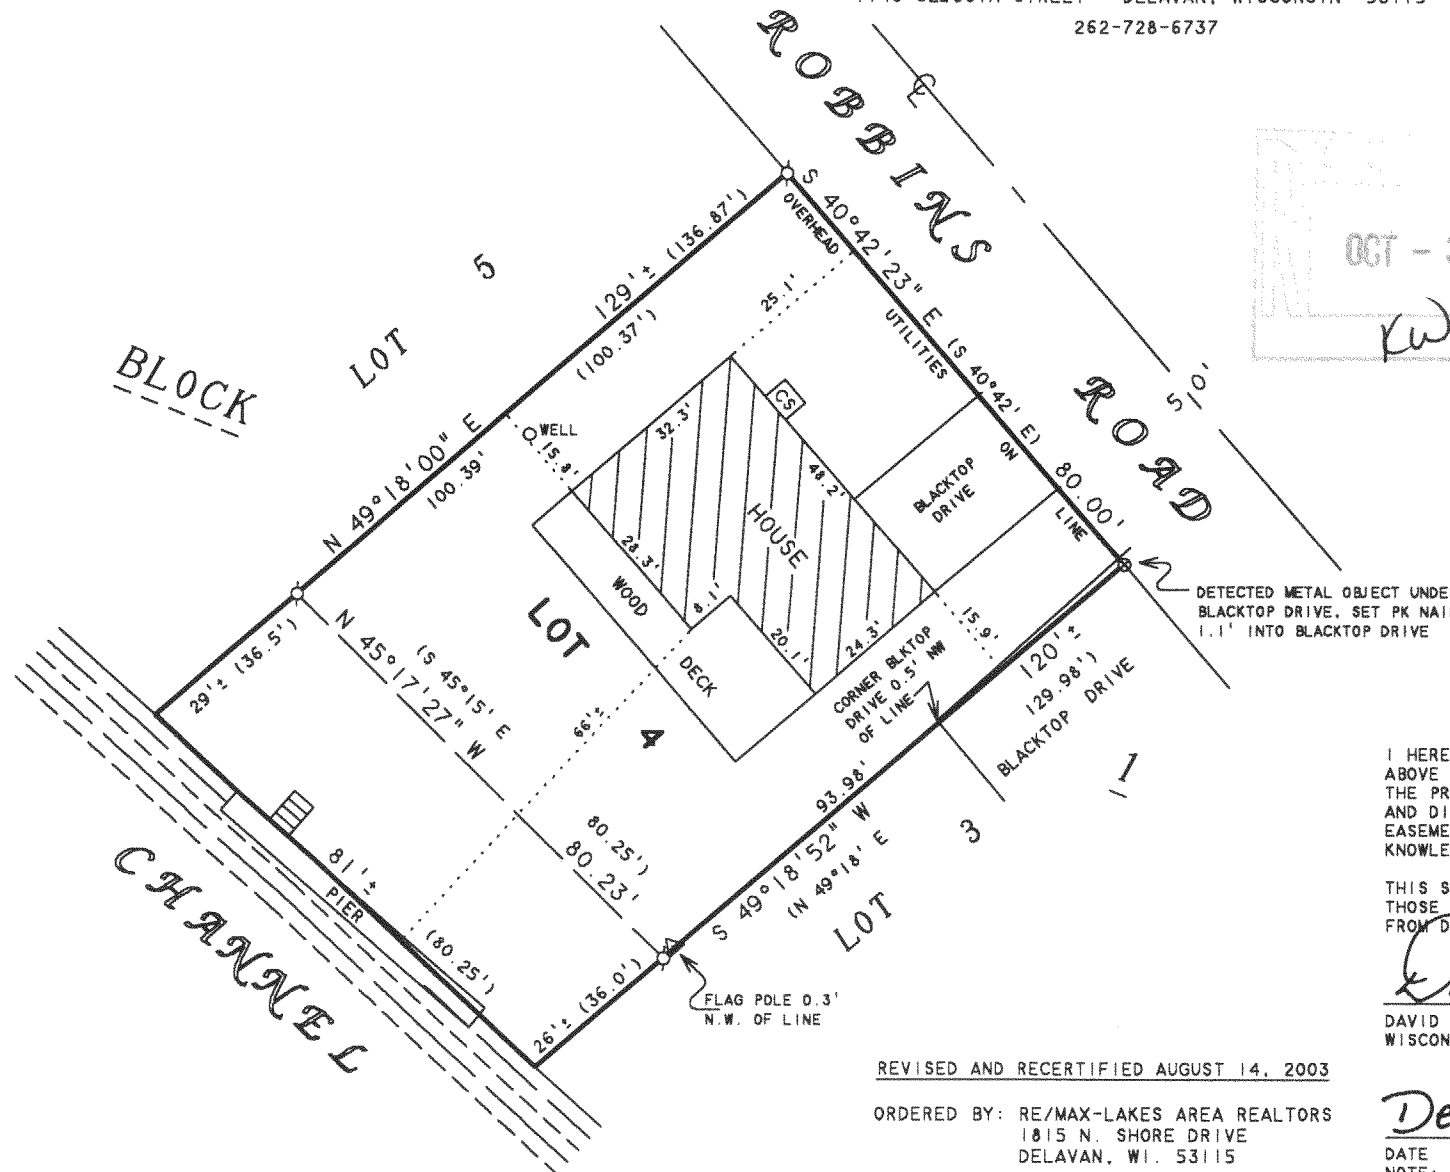 262-728-6737
ROBBINS
ROAD
50'
OCT -
KW
S 40°42'23" E
(S 40°42' E)
80.00'
OVERHEAD
UTILITIES
ON
LINE
129'± (136.87')
(100.37')
N 49°18'00" E
100.39'
25.1'
5
LOT
BLOCK
WELL
15.8'
32.3'
CS
48.2'
HOUSE
BLACKTOP
DRIVE
28.3'
8.1'
20.1'
24.3'
15.9'
WOOD
DECK
LOT
4
66'±
CORNER BLKTOP
DRIVE 0.5' NW
OF LINE
DETECTED METAL OBJECT UNDE
BLACKTOP DRIVE. SET PK NAI
1.1' INTO BLACKTOP DRIVE
120'±
129.98')
BLACKTOP DRIVE
1
3
LOT
93.98'
S 49°18'52" W
(N 49°18' E
29'± (36.5')
(S 45°15' E
N 45°17'27" W
80.25')
80.23'
81'±
PIER
(80.25')
26'± (36.0')
CHANNEL
FLAG POLE 0.3'
N.W. OF LINE
I HERE
ABOVE
THE PR
AND DI
EASEME
KNOWLE
THIS S
THOSE
FROM D
DAVID
WISCON
REVISED AND RECERTIFIED AUGUST 14, 2003
ORDERED BY: RE/MAX-LAKES AREA REALTORS
1815 N. SHORE DRIVE
DELAVAN, WI. 53115
De
DATE